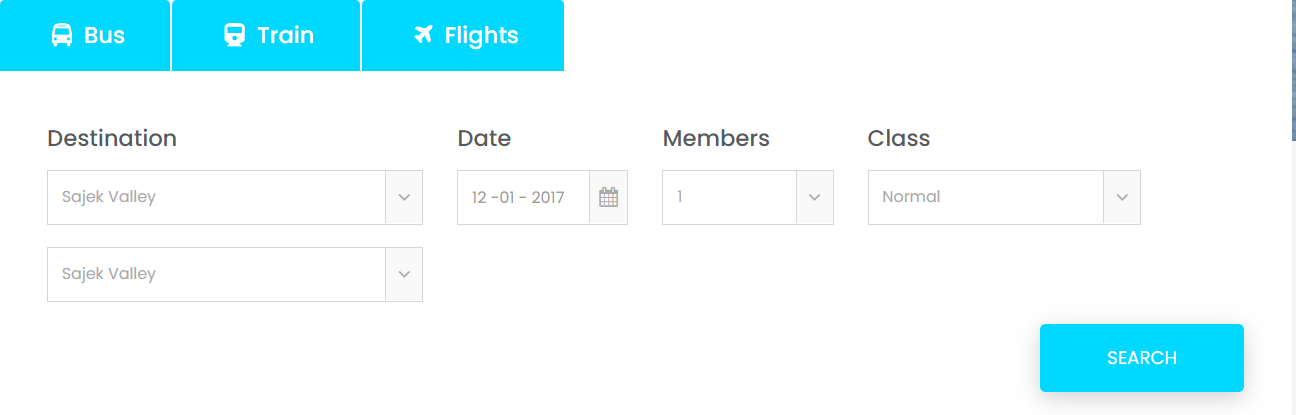 Bus Train Flights
Destination Date Members Class
Sajek Valley 12 -01 - 2017 1 Normal
Sajek Valley
SEARCH